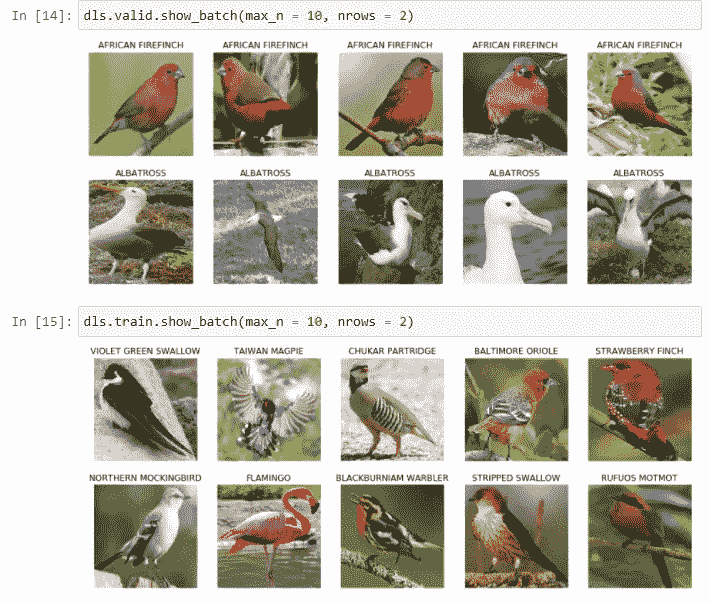 In [14]: dls.valid.show_batch(max_n = 10, nrows = 2)
AFRICAN FIREFINCH AFRICAN FIREFINCH AFRICAN FIREFINCH AFRICAN FIREFINCH AFRICAN FIREFINCH
ALBATROSS ALBATROSS ALBATROSS ALBATROSS ALBATROSS
In [15]: dls.train.show_batch(max_n = 10, nrows = 2)
VIOLET GREEN SWALLOW TAIWAN MAGPIE CHUKAR PARTRIDGE BALTIMORE ORIOLE STRAWBERRY FINCH
NORTHERN MOCKINGBIRD FLAMINGO BLACKBURNIAM WARBLER STRIPPED SWALLOW RUFUOS MOTMOT